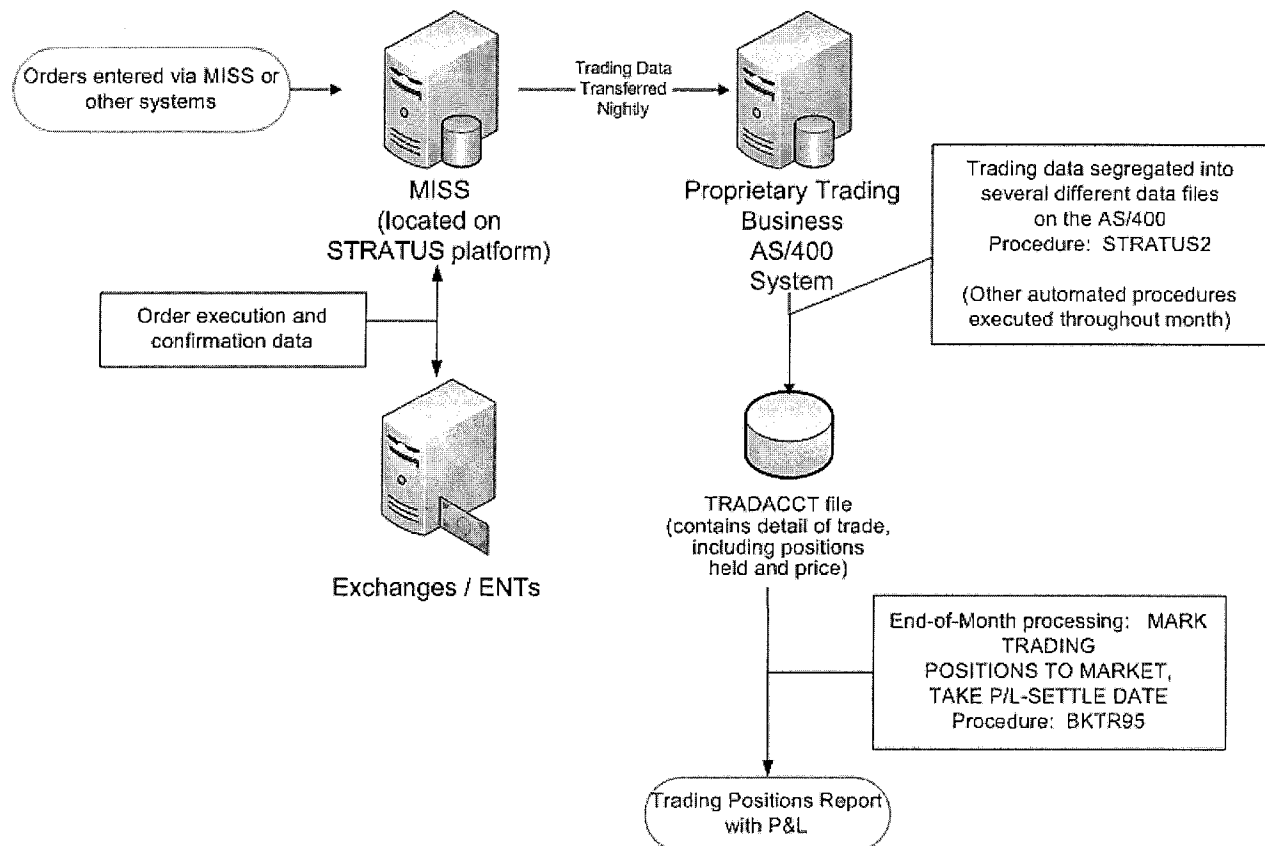 Orders entered via MISS or
other systems
Trading Data
Transferred
Nightly
MISS
(located on
STRATUS platform)
Proprietary Trading
Business
AS/400
System
Trading data segregated into
several different data files
on the AS/400
Procedure: STRATUS2
(Other automated procedures
executed throughout month)
Order execution and
confirmation data
Exchanges / ENTs
TRADACCT file
(contains detail of trade,
including positions
held and price)
End-of-Month processing: MARK
TRADING
POSITIONS TO MARKET,
TAKE P/L-SETTLE DATE
Procedure: BKTR95
Trading Positions Report
with P&L